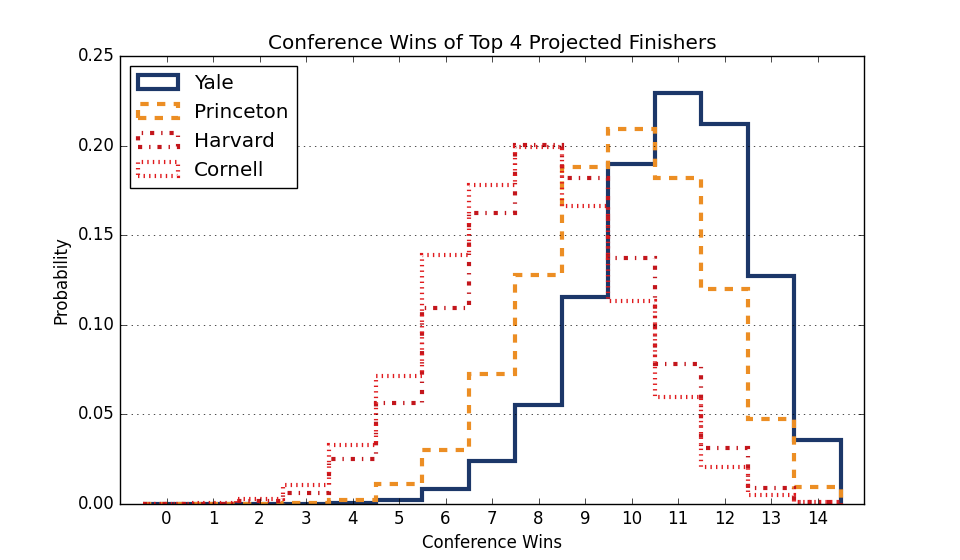 Conference Wins of Top 4 Projected Finishers
0.25
0.20
0.15
0.10
0.05
0.00
Probability
Yale
Princeton
Harvard
Cornell
0 1 2 3 4 5 6 7 8 9 10 11 12 13 14
Conference Wins